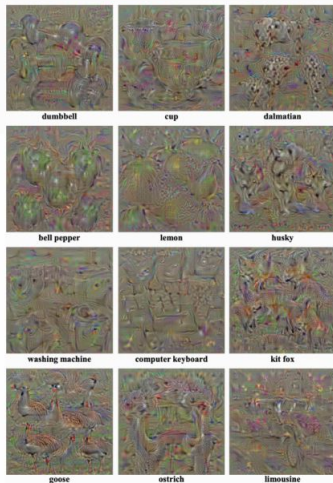 dumbbell cup dalmatian
bell pepper lemon husky
washing machine computer keyboard kit fox
goose ostrich limousine